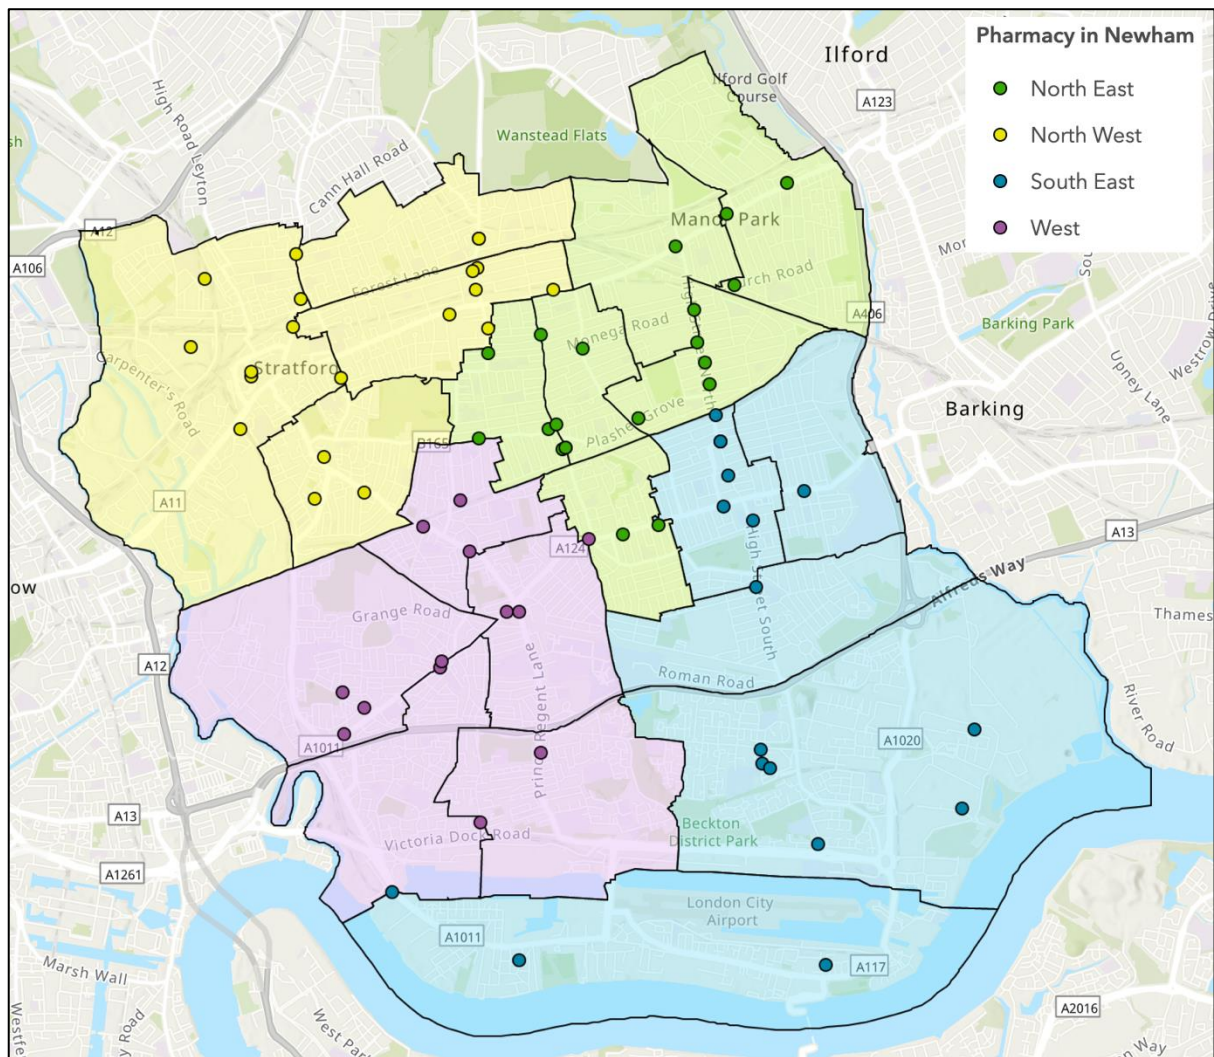 Pharmacy in Newham
North East
North West
South East
West
Ilford
Ilford Golf
Course
A123
Wanstead Flats
High Road Leyton
Cann Hall Road
A12
A106
Manor Park
Forest Lane
High Street North
Church Road
A406
Barking Park
Westrow Drive
Upney Lane
Monega Road
Carpenter's Road
Stratford
Barking
Plashet Grove
B165
A11
A124
A13
High Street South
Alfreds Way
ow
Grange Road
Thames
A12
Roman Road
River Road
Prince Regent Lane
A1011
A1020
A13
Victoria Dock Road
Beckton
District Park
A1261
London City
Airport
A1011
Marsh Wall
A117
A2016
West Park
Way